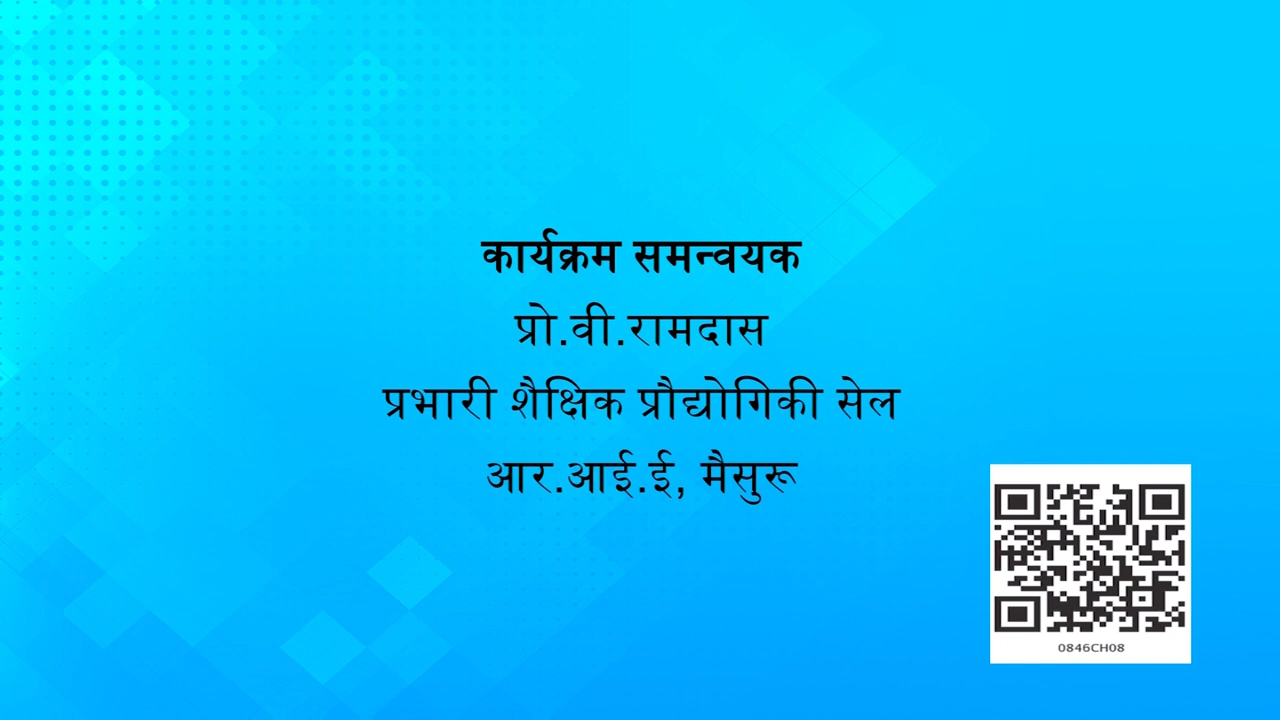 कार्यक्रम समन्वयक
प्रो.वी.रामदास
प्रभारी शैक्षिक प्रौद्योगिकी सेल
आर.आई.ई, मैसुरू
0846CH08